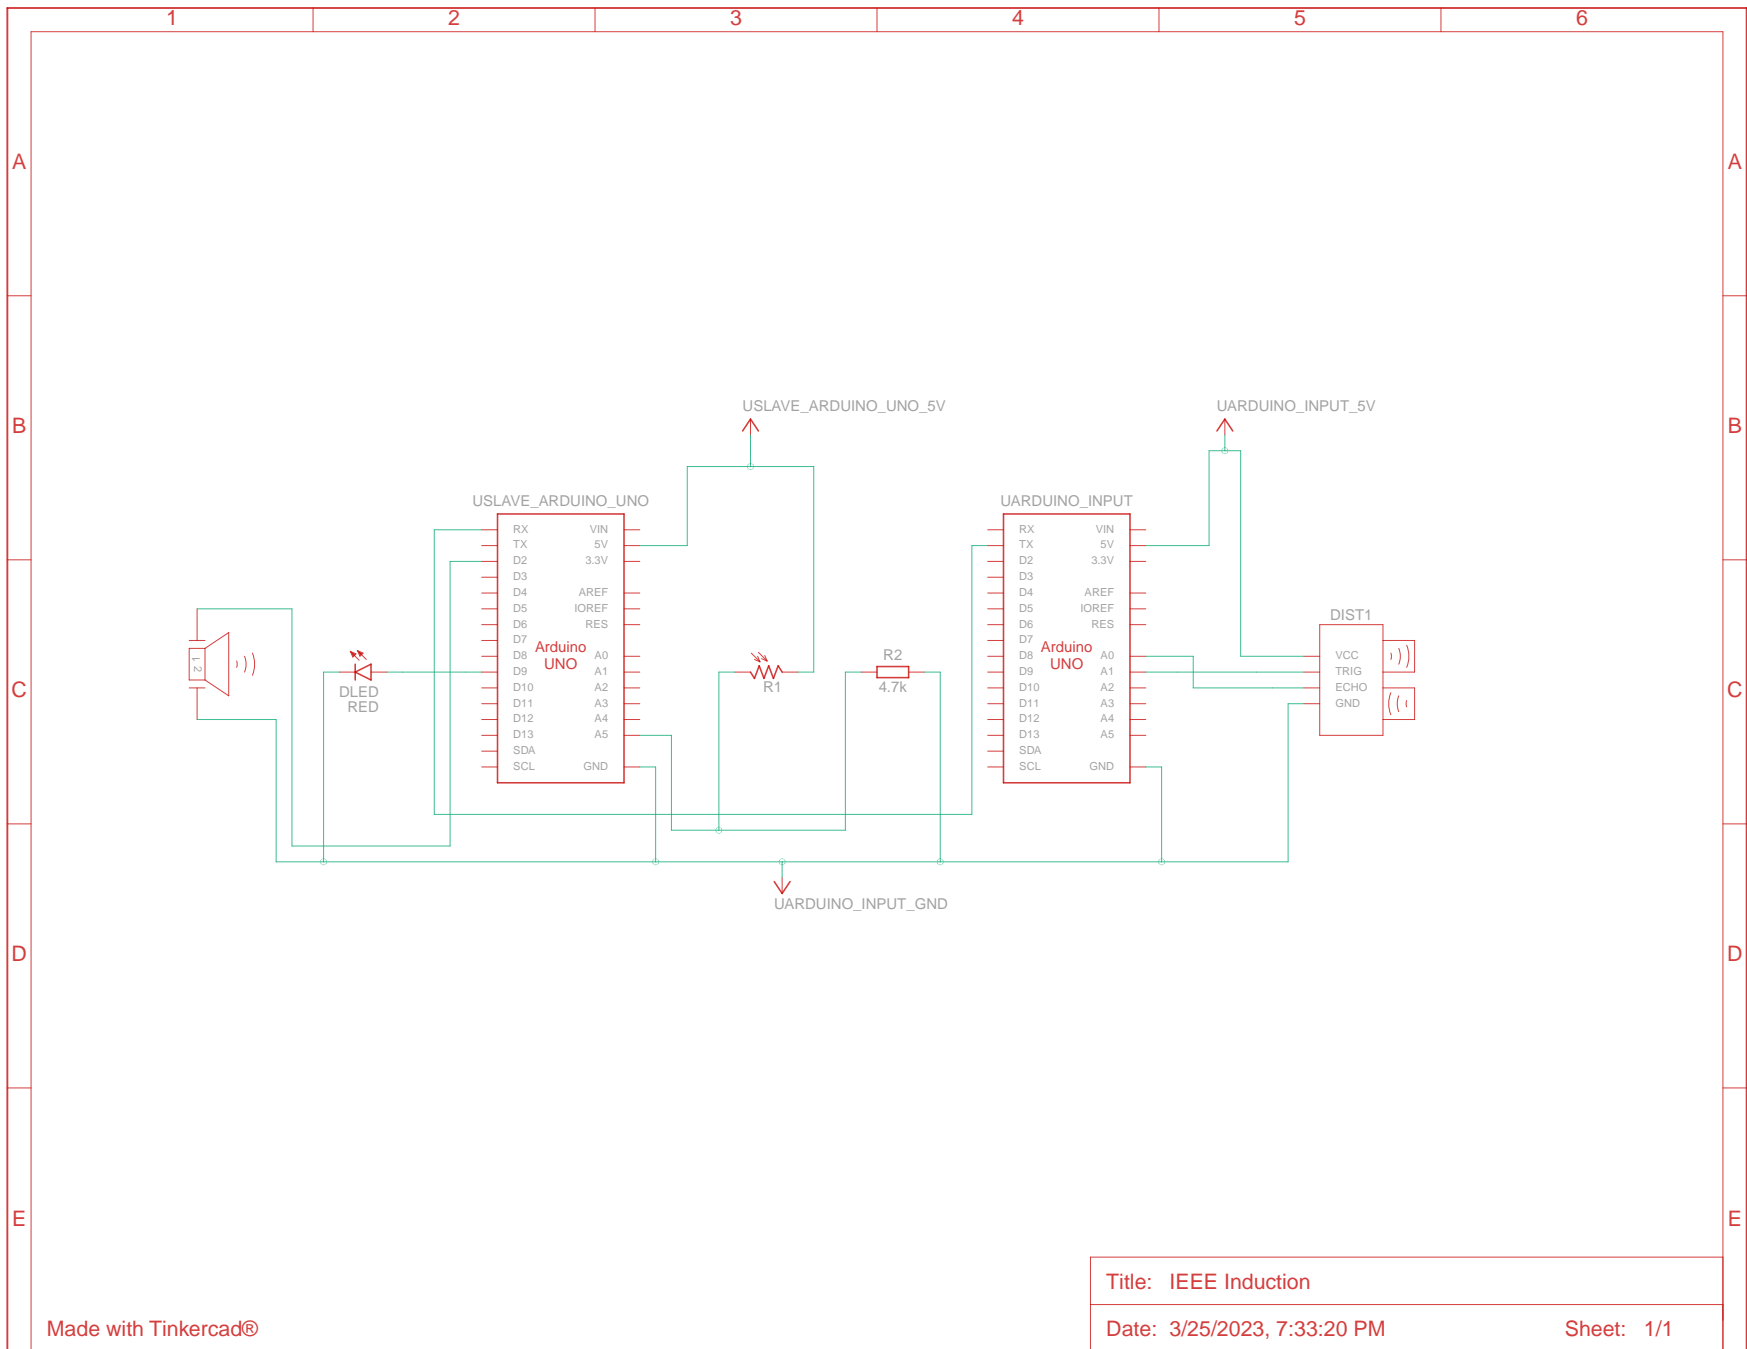 1 2 3 4 5 6
A A
B B
C C
D D
E E
USLAVE_ARDUINO_UNO_5V
UARDUINO_INPUT_5V
USLAVE_ARDUINO_UNO
RX VIN
TX 5V
D2 3.3V
D3
D4 AREF
D5 IOREF
D6 RES
D7
D8 A0
D9 A1
D10 A2
D11 A3
D12 A4
D13 A5
SDA
SCL GND
Arduino
UNO
UARDUINO_INPUT
RX VIN
TX 5V
D2 3.3V
D3
D4 AREF
D5 IOREF
D6 RES
D7
D8 A0
D9 A1
D10 A2
D11 A3
D12 A4
D13 A5
SDA
SCL GND
Arduino
UNO
1 2
DLED
RED
R1
R2
4.7k
DIST1
VCC
TRIG
ECHO
GND
UARDUINO_INPUT_GND
Title: IEEE Induction
Made with Tinkercad®
Date: 3/25/2023, 7:33:20 PM Sheet: 1/1